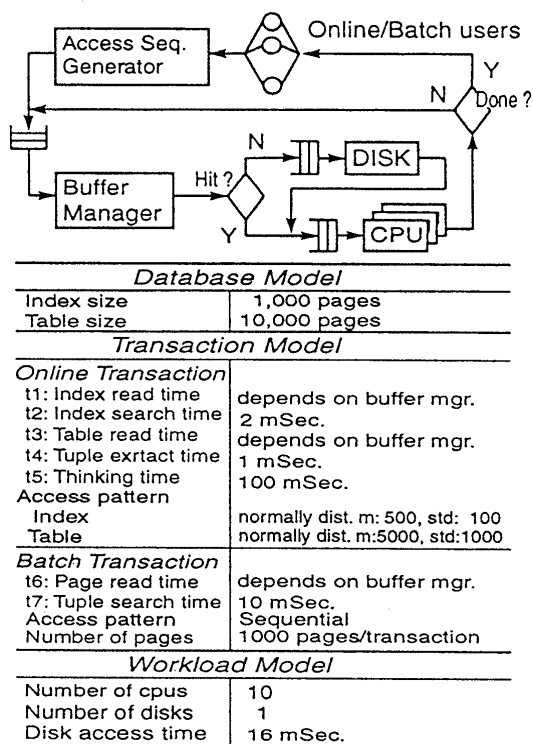 Online/Batch users
Access Seq.
Generator
Y
N
Done ?
N
DISK
Hit ?
Buffer
Manager
Y
CPU
Database Model
Index size 1,000 pages
Table size 10,000 pages
Transaction Model
Online Transaction
t1: Index read time depends on buffer mgr.
t2: Index search time 2 mSec.
t3: Table read time depends on buffer mgr.
t4: Tuple exrtact time 1 mSec.
t5: Thinking time 100 mSec.
Access pattern
Index normally dist. m: 500, std: 100
Table normally dist. m:5000, std:1000
Batch Transaction
t6: Page read time depends on buffer mgr.
t7: Tuple search time 10 mSec.
Access pattern Sequential
Number of pages 1000 pages/transaction
Workload Model
Number of cpus 10
Number of disks 1
Disk access time 16 mSec.